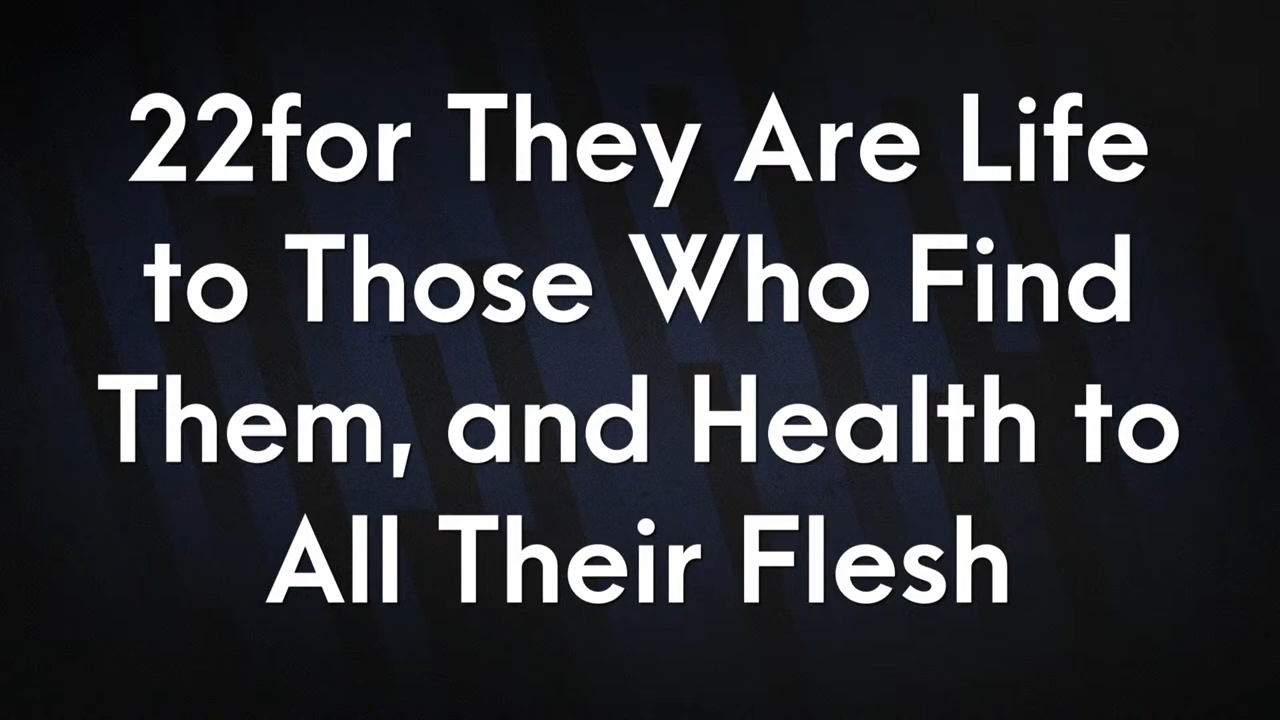 22for They Are Life
to Those Who Find
Them, and Health to
All Their Flesh